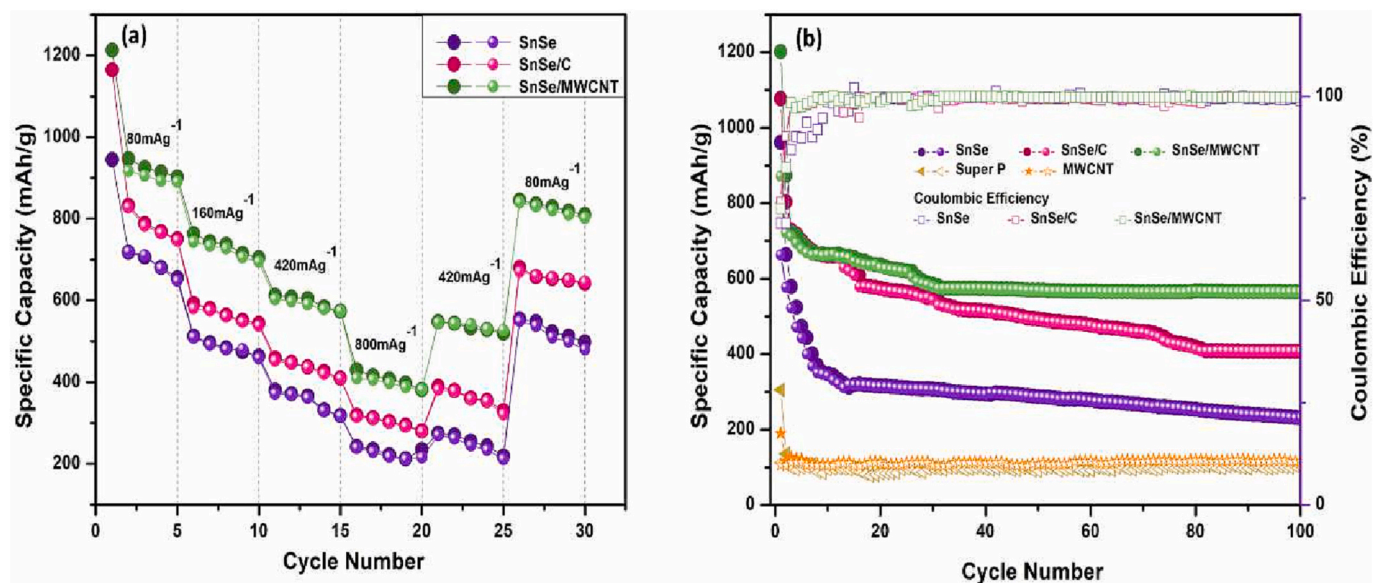 (a)
SnSe
SnSe/C
SnSe/MWCNT
80mAg-1
160mAg-1
420mAg-1
800mAg-1
420mAg-1
80mAg-1
1200
1000
800
600
400
200
Specific Capacity (mAh/g)
0 5 10 15 20 25 30
Cycle Number
(b)
1200
1000
800
600
400
200
0
Specific Capacity (mAh/g)
SnSe SnSe/C SnSe/MWCNT
Super P MWCNT
Coulombic Efficiency
SnSe SnSe/C SnSe/MWCNT
100
50
0
Coulombic Efficiency (%)
0 20 40 60 80 100
Cycle Number